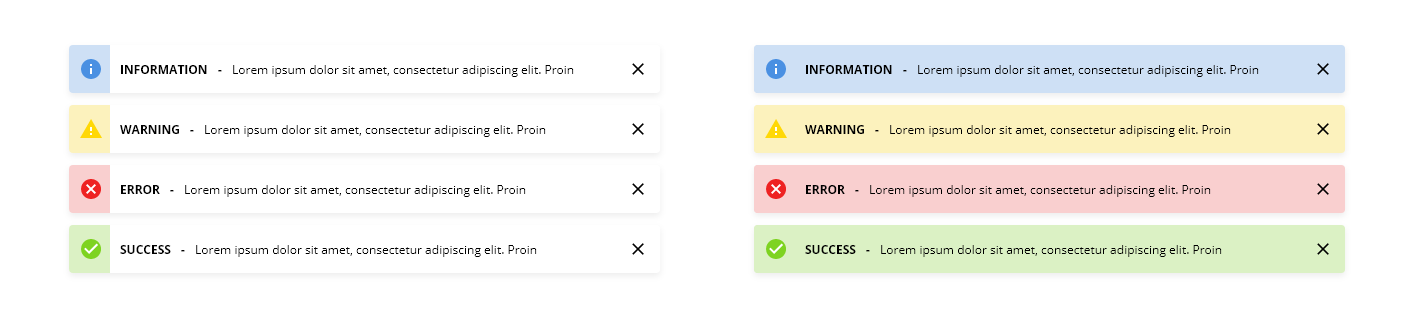 INFORMATION - Lorem ipsum dolor sit amet, consectetur adipiscing elit. Proin
WARNING - Lorem ipsum dolor sit amet, consectetur adipiscing elit. Proin
ERROR - Lorem ipsum dolor sit amet, consectetur adipiscing elit. Proin
SUCCESS - Lorem ipsum dolor sit amet, consectetur adipiscing elit. Proin
INFORMATION - Lorem ipsum dolor sit amet, consectetur adipiscing elit. Proin
WARNING - Lorem ipsum dolor sit amet, consectetur adipiscing elit. Proin
ERROR - Lorem ipsum dolor sit amet, consectetur adipiscing elit. Proin
SUCCESS - Lorem ipsum dolor sit amet, consectetur adipiscing elit. Proin